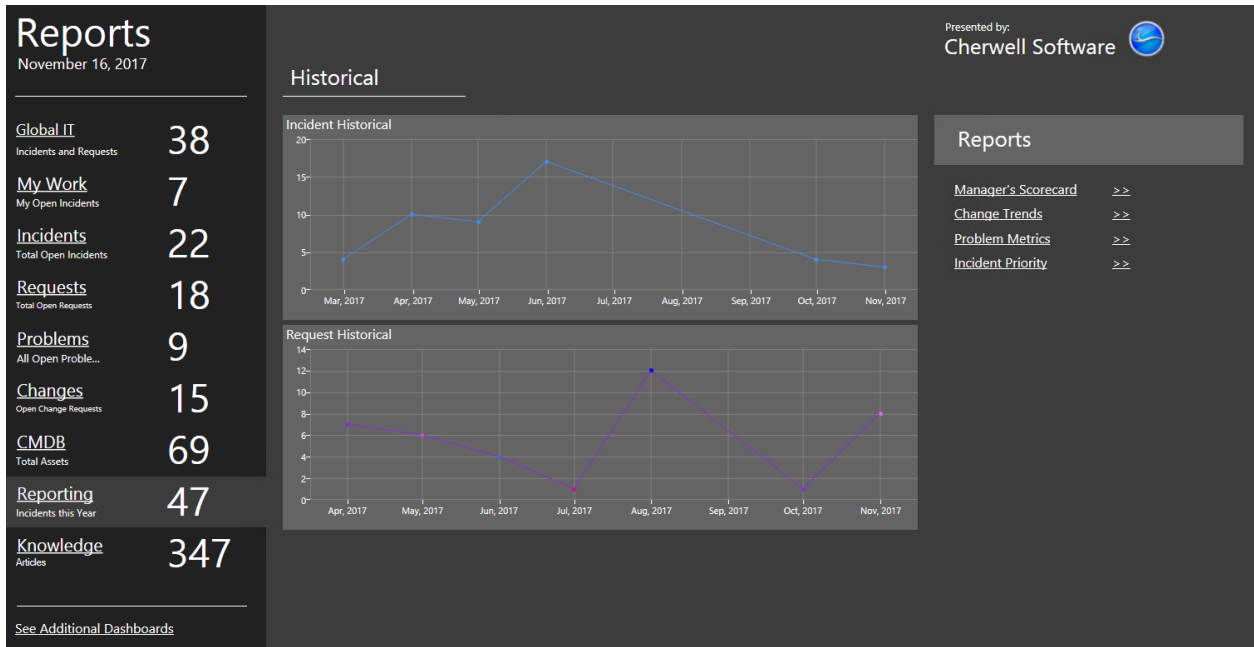 Reports
November 16, 2017
Global IT
Incidents and Requests
38
My Work
My Open Incidents
7
Incidents
Total Open Incidents
22
Requests
Total Open Requests
18
Problems
All Open Proble...
9
Changes
Open Change Requests
15
CMDB
Total Assets
69
Reporting
Incidents this Year
47
Knowledge
Articles
347
See Additional Dashboards
Historical
Incident Historical
20
15
10
5
0
Mar, 2017 Apr, 2017 May, 2017 Jun, 2017 Jul, 2017 Aug, 2017 Sep, 2017 Oct, 2017 Nov, 2017
Request Historical
14
12
10
8
6
4
2
0
Apr, 2017 May, 2017 Jun, 2017 Jul, 2017 Aug, 2017 Sep, 2017 Oct, 2017 Nov, 2017
Presented by:
Cherwell Software
Reports
Manager's Scorecard >>
Change Trends >>
Problem Metrics >>
Incident Priority >>